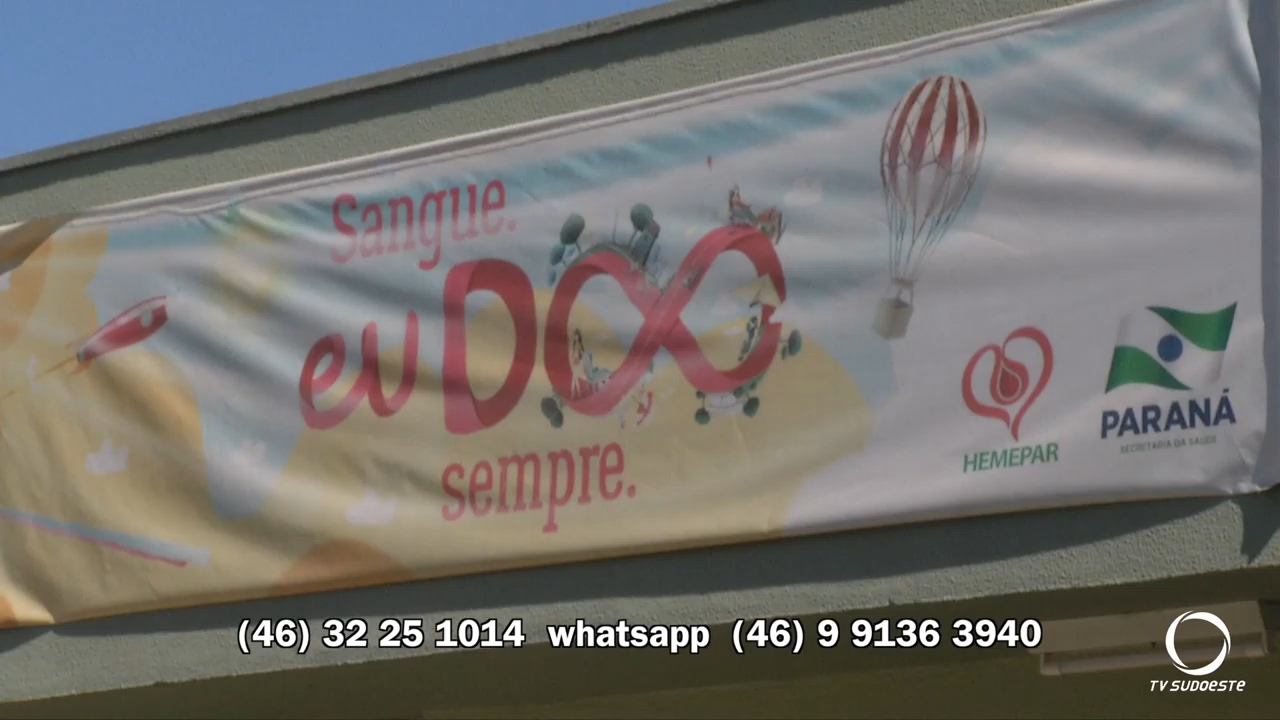 Sangue.
eu DOO
sempre.
HEMEPAR
PARANÁ
SECRETARIA DA SAÚDE
(46) 32 25 1014 whatsapp (46) 9 9136 3940
TV SUDOESTE